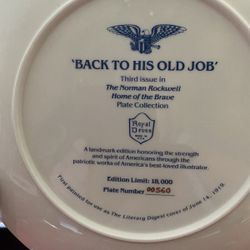 'BACK TO HIS OLD JOB'
Third issue in
The Norman Rockwell
Home of the Brave
Plate Collection
Royal
Devon
A landmark edition honoring the strength
and spirit of Americans through the
patriotic works of America's best-loved illustrator.
Edition Limit: 18,000
Plate Number 00560
First painted for use as The Literary Digest cover of June 14, 1919.